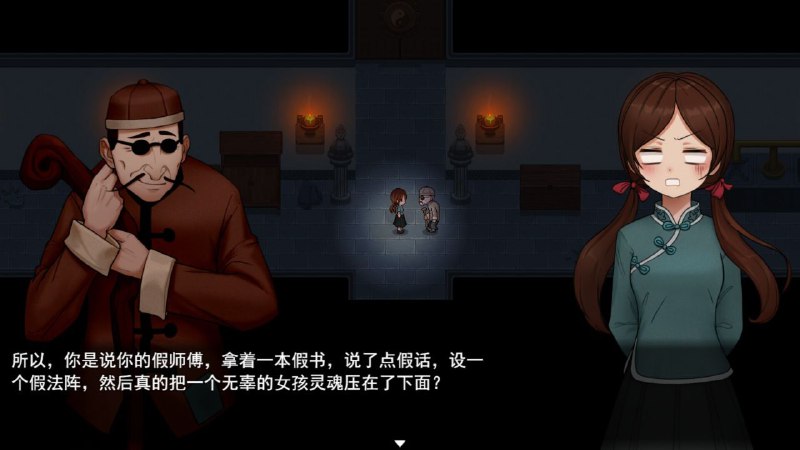 所以，你是说你的假师傅，拿着一本假书，说了点假话，设一
个假法阵，然后真的把一个无辜的女孩灵魂压在了下面？